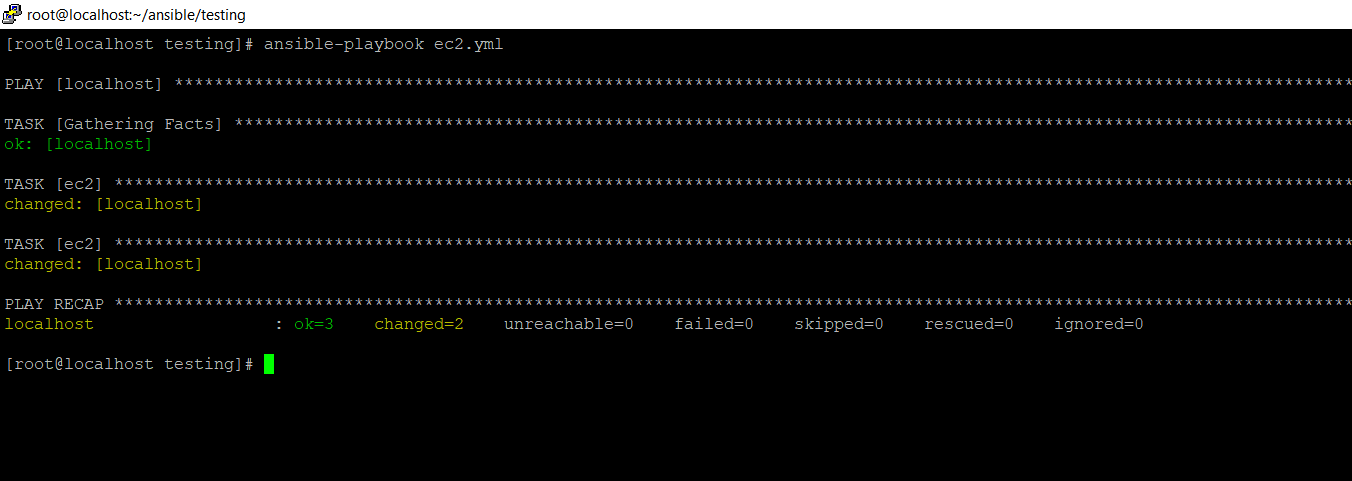 root@localhost:~/ansible/testing
[root@localhost testing]# ansible-playbook ec2.yml
PLAY [localhost] **********************************************************************************************************************
TASK [Gathering Facts] ****************************************************************************************************************
ok: [localhost]
TASK [ec2] ****************************************************************************************************************************
changed: [localhost]
TASK [ec2] ****************************************************************************************************************************
changed: [localhost]
PLAY RECAP ****************************************************************************************************************************
localhost                  : ok=3    changed=2    unreachable=0    failed=0    skipped=0    rescued=0    ignored=0
[root@localhost testing]#